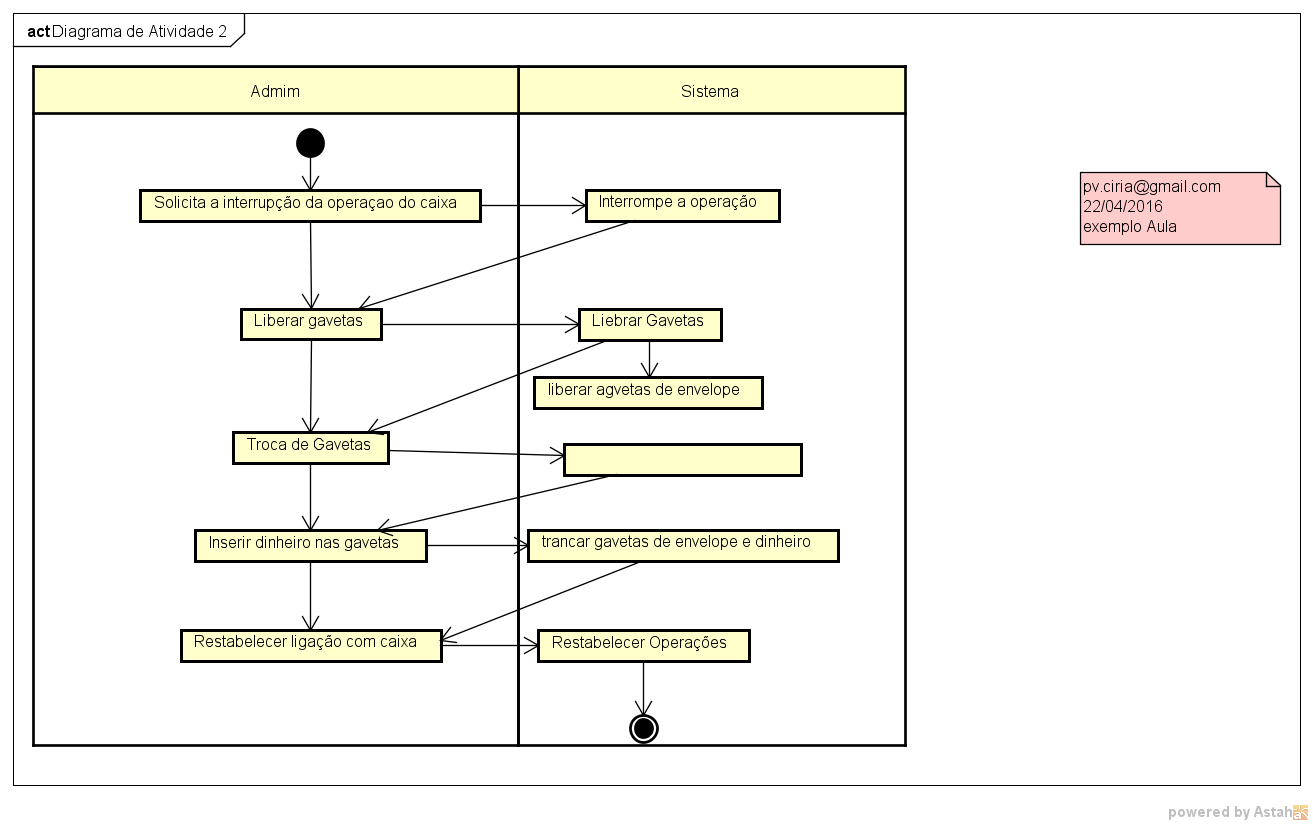 act Diagrama de Atividade 2
Admim
Sistema
Solicita a interrupção da operaçao do caixa
Interrompe a operação
pv.ciria@gmail.com
22/04/2016
exemplo Aula
Liberar gavetas
Liebrar Gavetas
liberar agvetas de envelope
Troca de Gavetas
Inserir dinheiro nas gavetas
trancar gavetas de envelope e dinheiro
Restabelecer ligação com caixa
Restabelecer Operações
powered by Astah